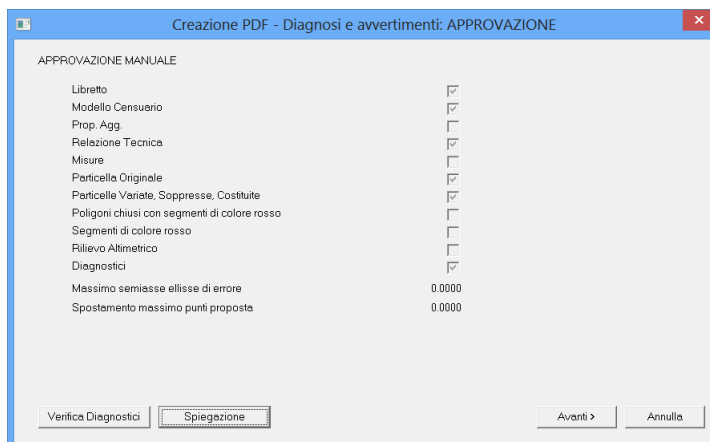 Creazione PDF - Diagnosi e avvertimenti: APPROVAZIONE
APPROVAZIONE MANUALE
Libretto
Modello Censuario
Prop. Agg.
Relazione Tecnica
Misure
Particella Originale
Particelle Variate, Soppresse, Costituite
Poligoni chiusi con segmenti di colore rosso
Segmenti di colore rosso
Rilievo Altimetrico
Diagnostici
Massimo semiasse ellisse di errore 0.0000
Spostamento massimo punti proposta 0.0000
Verifica Diagnostici Spiegazione Avanti > Annulla